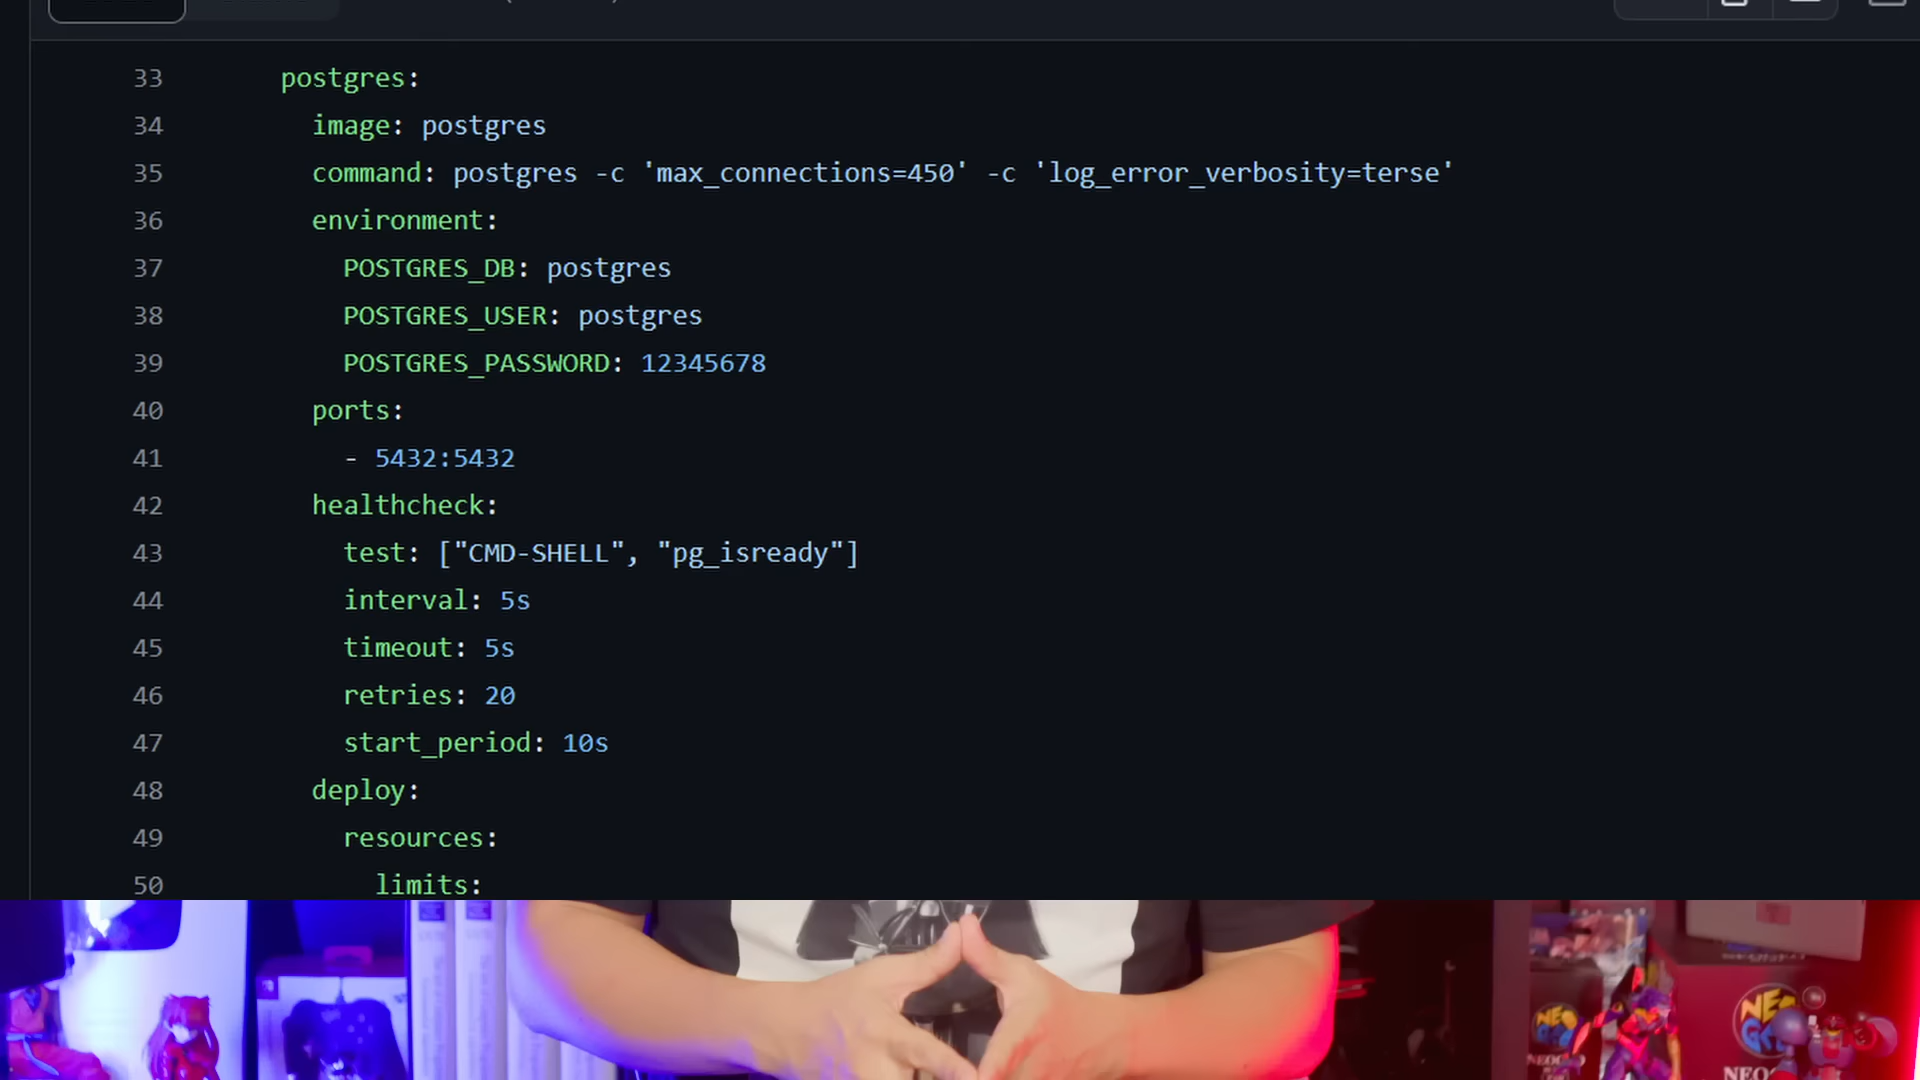 33 postgres:
34 image: postgres
35 command: postgres -c 'max_connections=450' -c 'log_error_verbosity=terse'
36 environment:
37 POSTGRES_DB: postgres
38 POSTGRES_USER: postgres
39 POSTGRES_PASSWORD: 12345678
40 ports:
41 - 5432:5432
42 healthcheck:
43 test: ["CMD-SHELL", "pg_isready"]
44 interval: 5s
45 timeout: 5s
46 retries: 20
47 start_period: 10s
48 deploy:
49 resources:
50 limits: